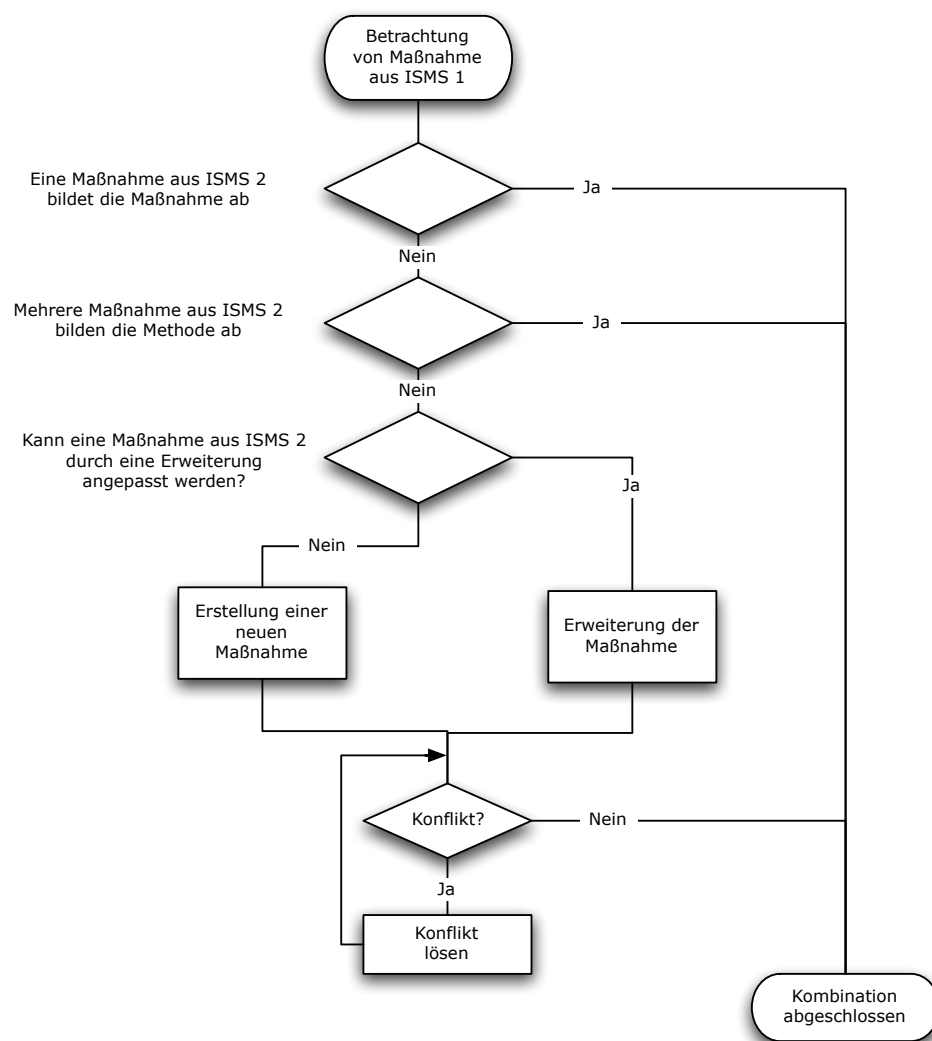 Betrachtung
von Maßnahme
aus ISMS 1
Eine Maßnahme aus ISMS 2
bildet die Maßnahme ab
Ja
Nein
Mehrere Maßnahme aus ISMS 2
bilden die Methode ab
Ja
Nein
Kann eine Maßnahme aus ISMS 2
durch eine Erweiterung
angepasst werden?
Ja
Nein
Erstellung einer
neuen
Maßnahme
Erweiterung der
Maßnahme
Konflikt?
Nein
Ja
Konflikt
lösen
Kombination
abgeschlossen